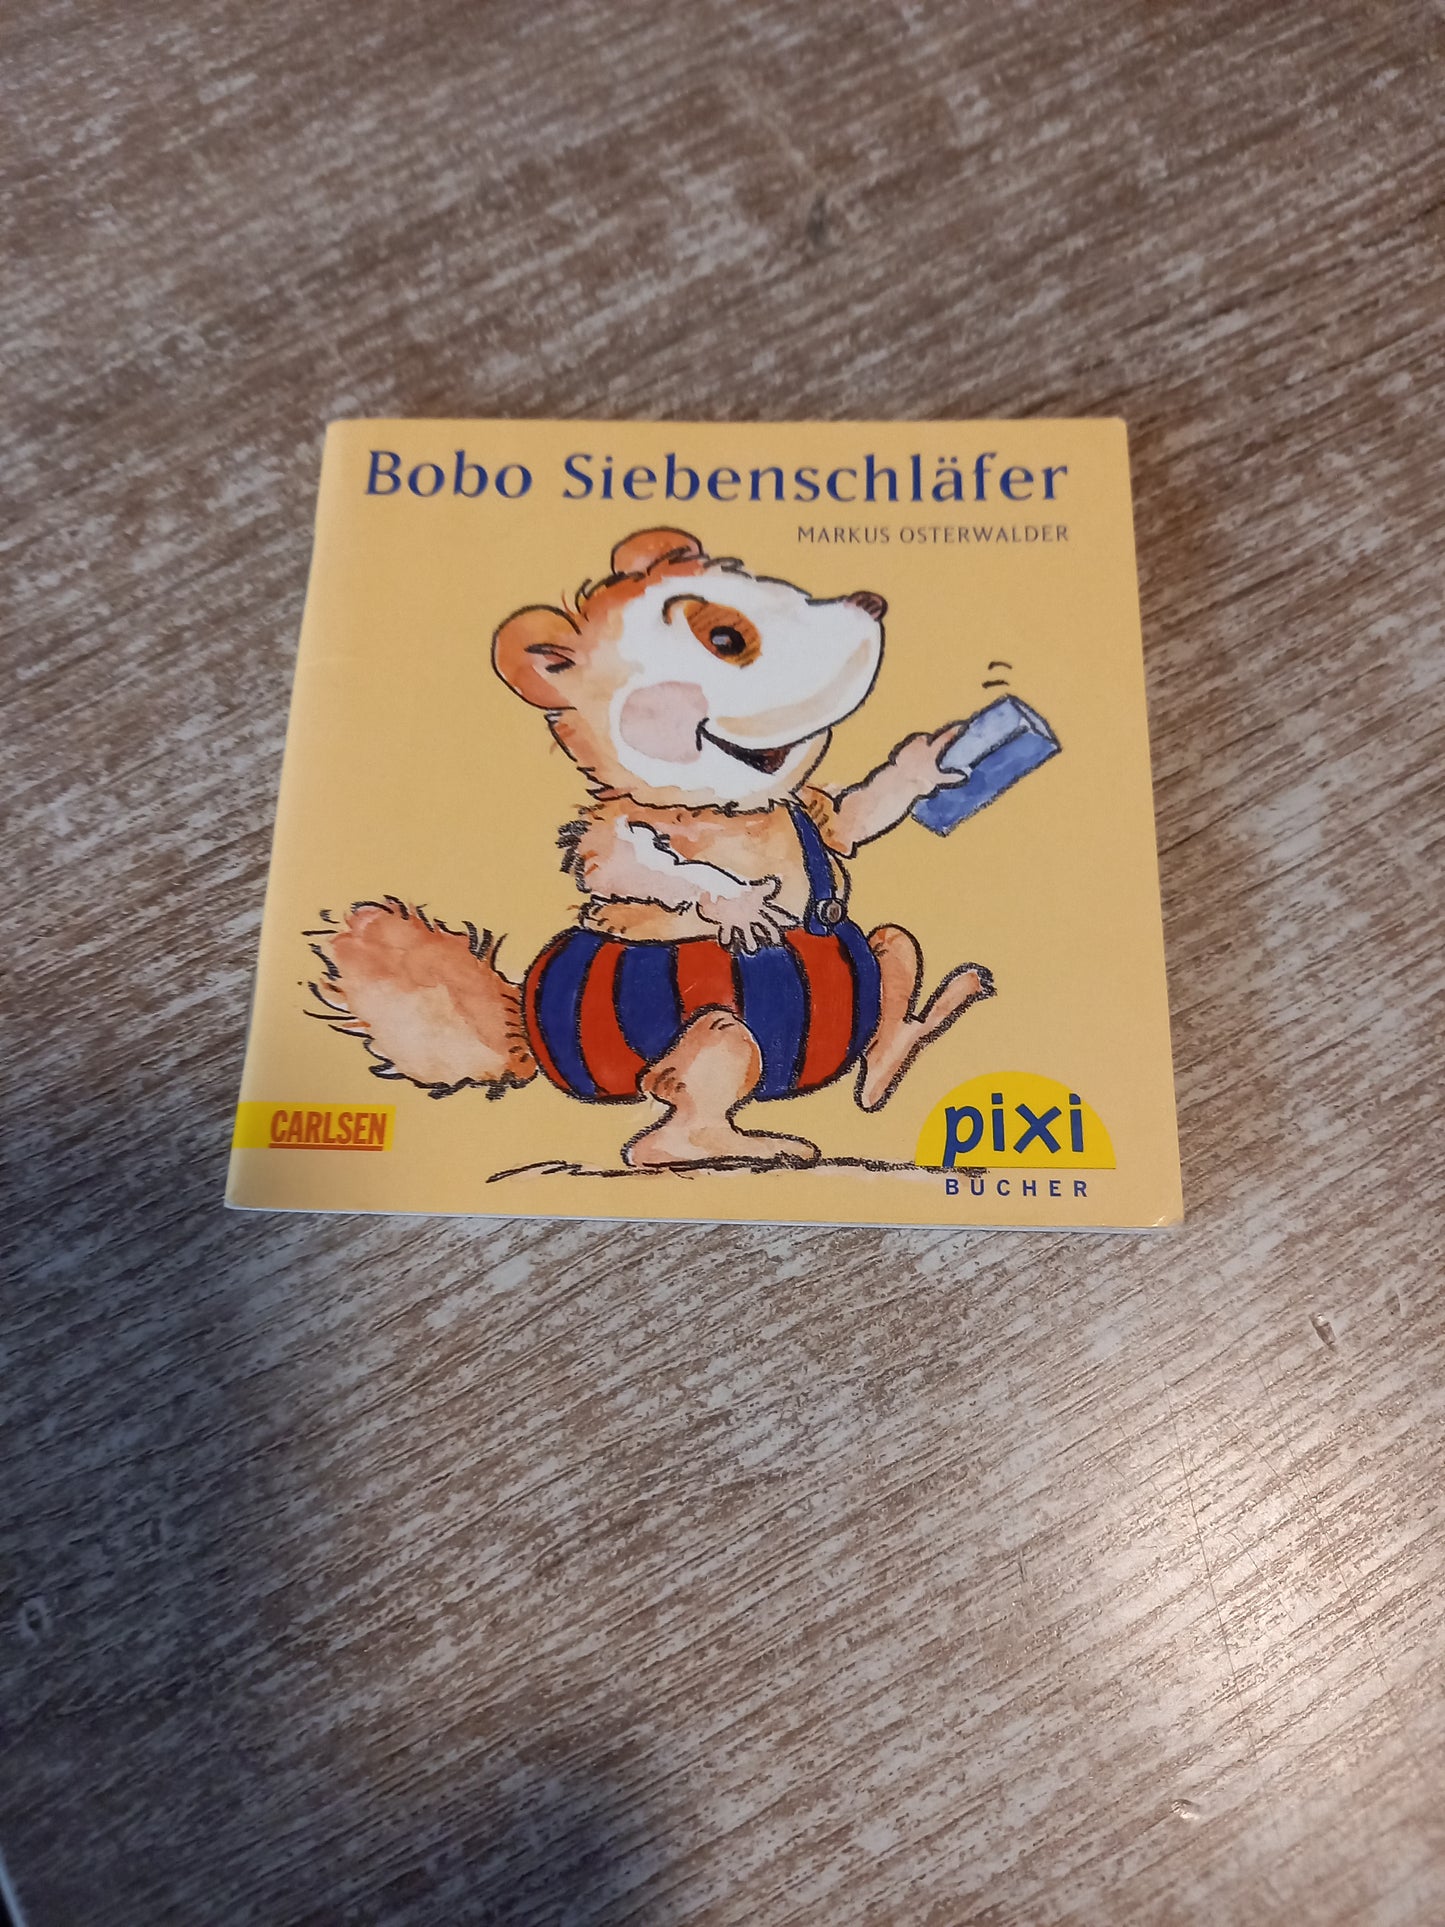 Bobo Siebenschläfer
MARKUS OSTERWALDER
CARLSEN
pixi
BÜCHER